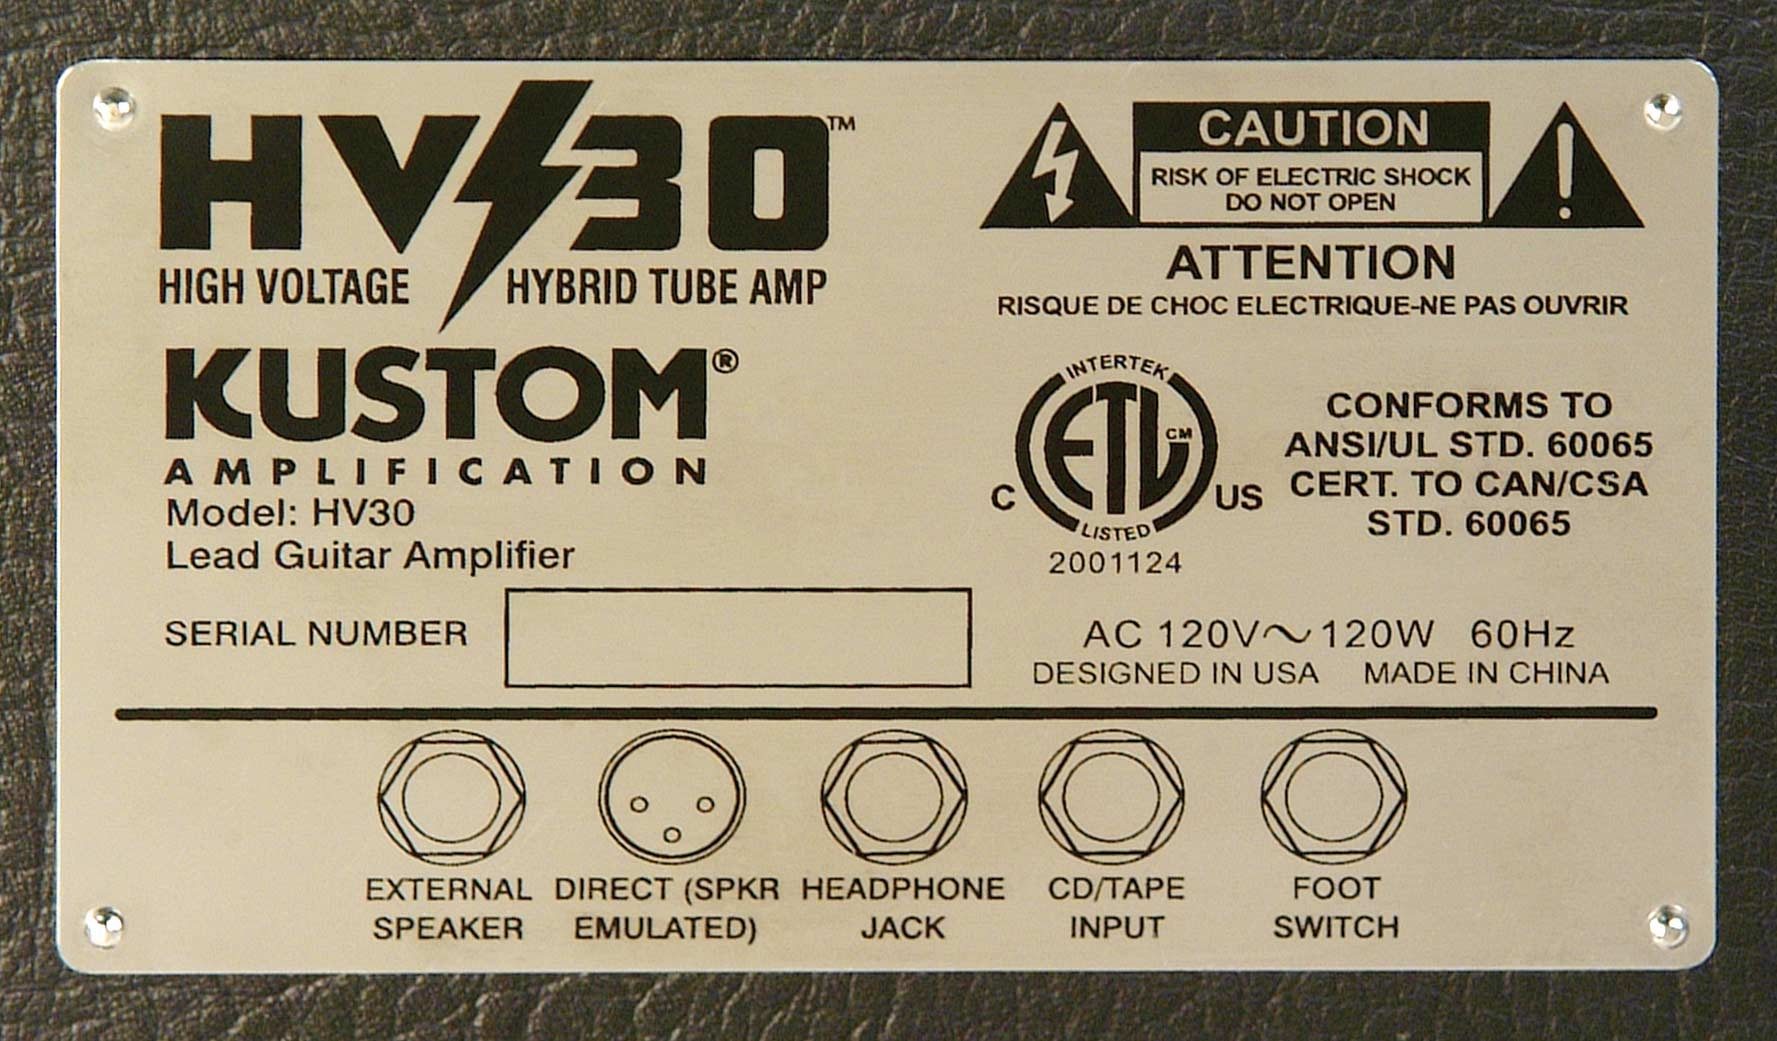 HV30™
HIGH VOLTAGE HYBRID TUBE AMP
KUSTOM®
AMPLIFICATION
Model: HV30
Lead Guitar Amplifier
SERIAL NUMBER
CAUTION
RISK OF ELECTRIC SHOCK
DO NOT OPEN
ATTENTION
RISQUE DE CHOC ELECTRIQUE-NE PAS OUVRIR
INTERTEK
ETL CM
C US
LISTED
2001124
CONFORMS TO
ANSI/UL STD. 60065
CERT. TO CAN/CSA
STD. 60065
AC 120V~120W 60Hz
DESIGNED IN USA MADE IN CHINA
EXTERNAL
SPEAKER
DIRECT (SPKR
EMULATED)
HEADPHONE
JACK
CD/TAPE
INPUT
FOOT
SWITCH